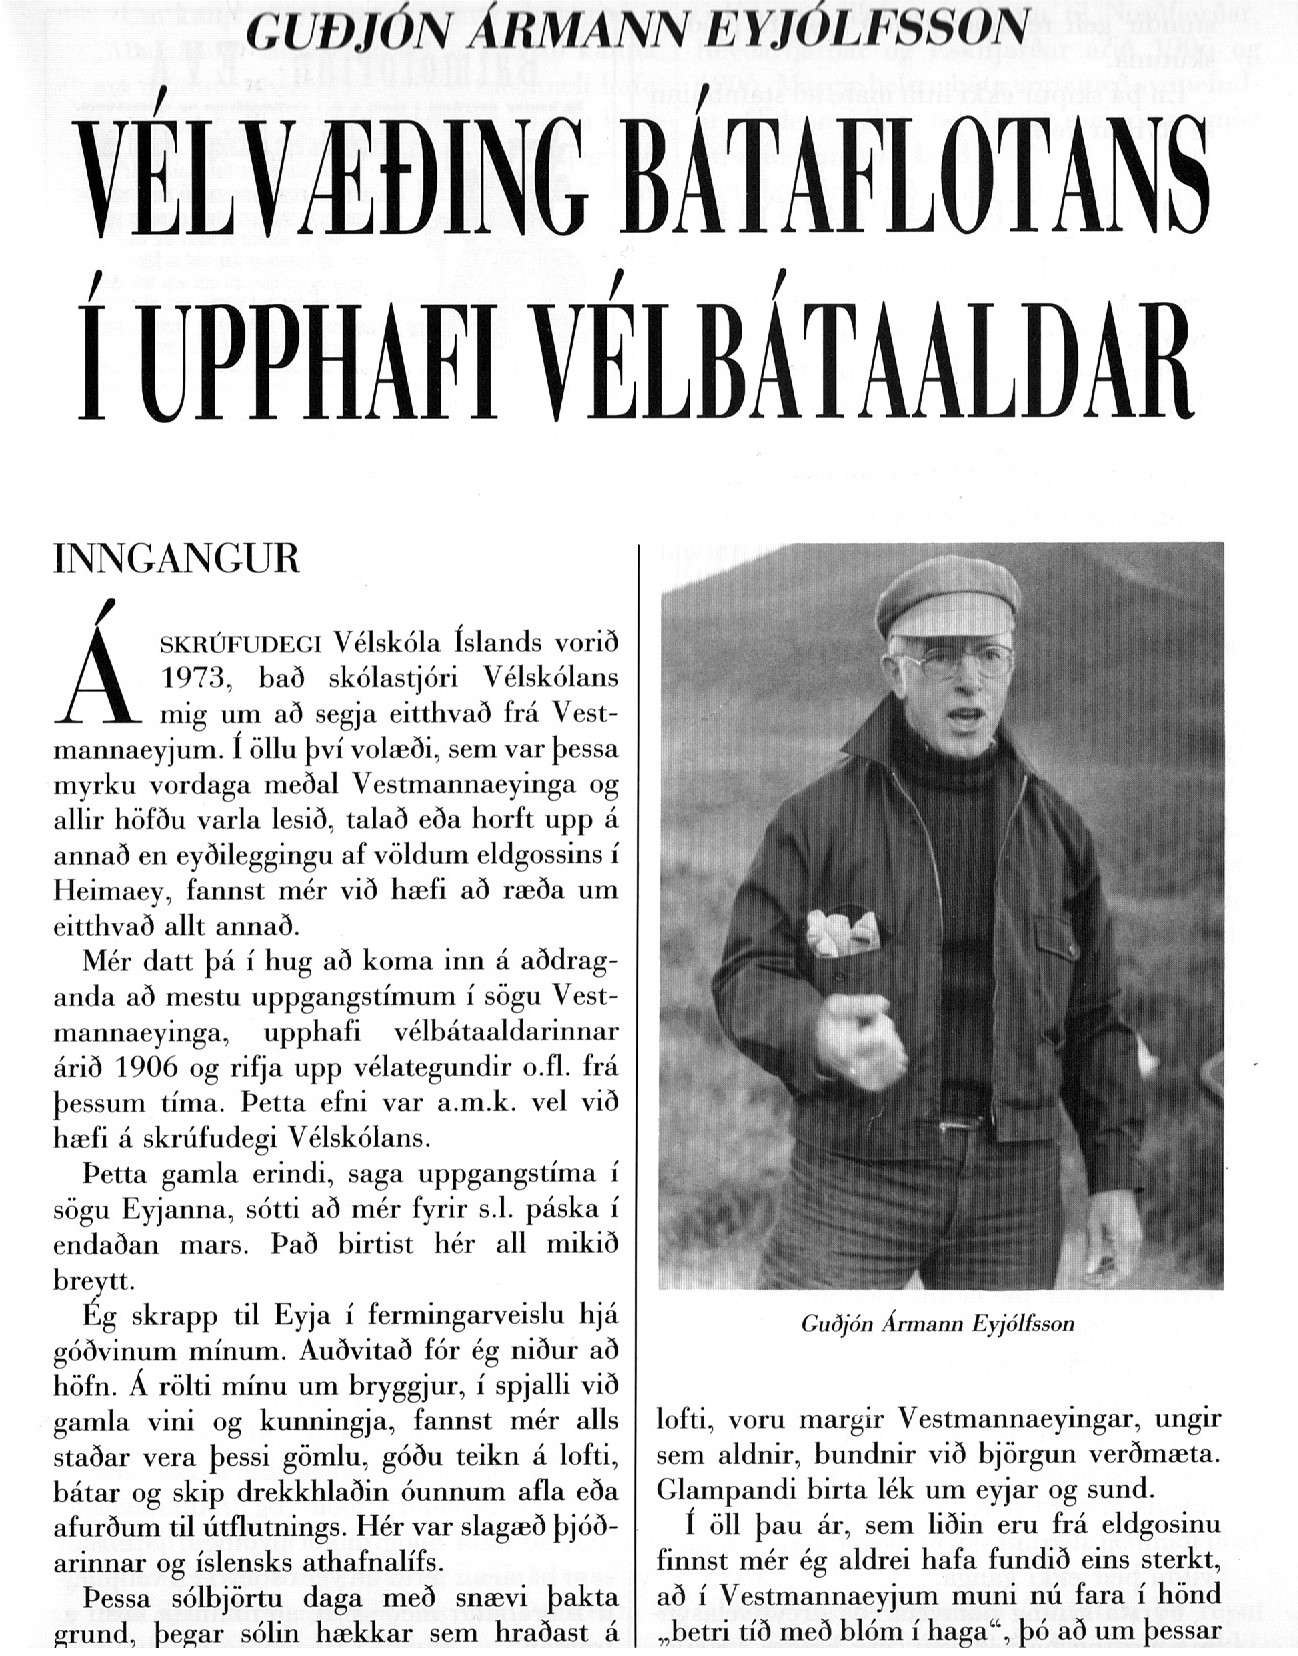 GUÐJÓN ÁRMANN EYJÓLFSSON
VÉLVÆÐING BÁTAFLOTANS
Í UPPHAFI VÉLBÁTAALDAR
INNGANGUR
Á SKRÚFUDEGI Vélskóla Íslands vorið
1973, bað skólastjóri Vélskólans
mig um að segja eitthvað frá Vest-
mannaeyjum. Í öllu því volæði, sem var þessa
myrku vordaga meðal Vestmannaeyinga og
allir höfðu varla lesið, talað eða horft upp á
annað en eyðileggingu af völdum eldgossins í
Heimaey, fannst mér við hæfi að ræða um
eitthvað allt annað.
Mér datt þá í hug að koma inn á aðdrag-
anda að mestu uppgangstímum í sögu Vest-
mannaeyinga, upphafi vélbátaaldarinnar
árið 1906 og rifja upp vélategundir o.fl. frá
þessum tíma. Þetta efni var a.m.k. vel við
hæfi á skrúfudegi Vélskólans.
Þetta gamla erindi, saga uppgangstíma í
sögu Eyjanna, sótti að mér fyrir s.l. páska í
endaðan mars. Það birtist hér all mikið
breytt.
Ég skrapp til Eyja í fermingarveislu hjá
góðvinum mínum. Auðvitað fór ég niður að
höfn. Á rölti mínu um bryggjur, í spjalli við
gamla vini og kunningja, fannst mér alls
staðar vera þessi gömlu, góðu teikn á lofti,
bátar og skip drekkhlaðin óunnum afla eða
afurðum til útflutnings. Hér var slagæð þjóð-
arinnar og íslensks athafnalífs.
Þessa sólbjörtu daga með snævi þakta
grund, þegar sólin hækkar sem hraðast á
Guðjón Ármann Eyjólfsson
lofti, voru margir Vestmannaeyingar, ungir
sem aldnir, bundnir við björgun verðmæta.
Glampandi birta lék um eyjar og sund.
Í öll þau ár, sem liðin eru frá eldgosinu
finnst mér ég aldrei hafa fundið eins sterkt,
að í Vestmannaeyjum muni nú fara í hönd
„betri tíð með blóm í haga“, þó að um þessar